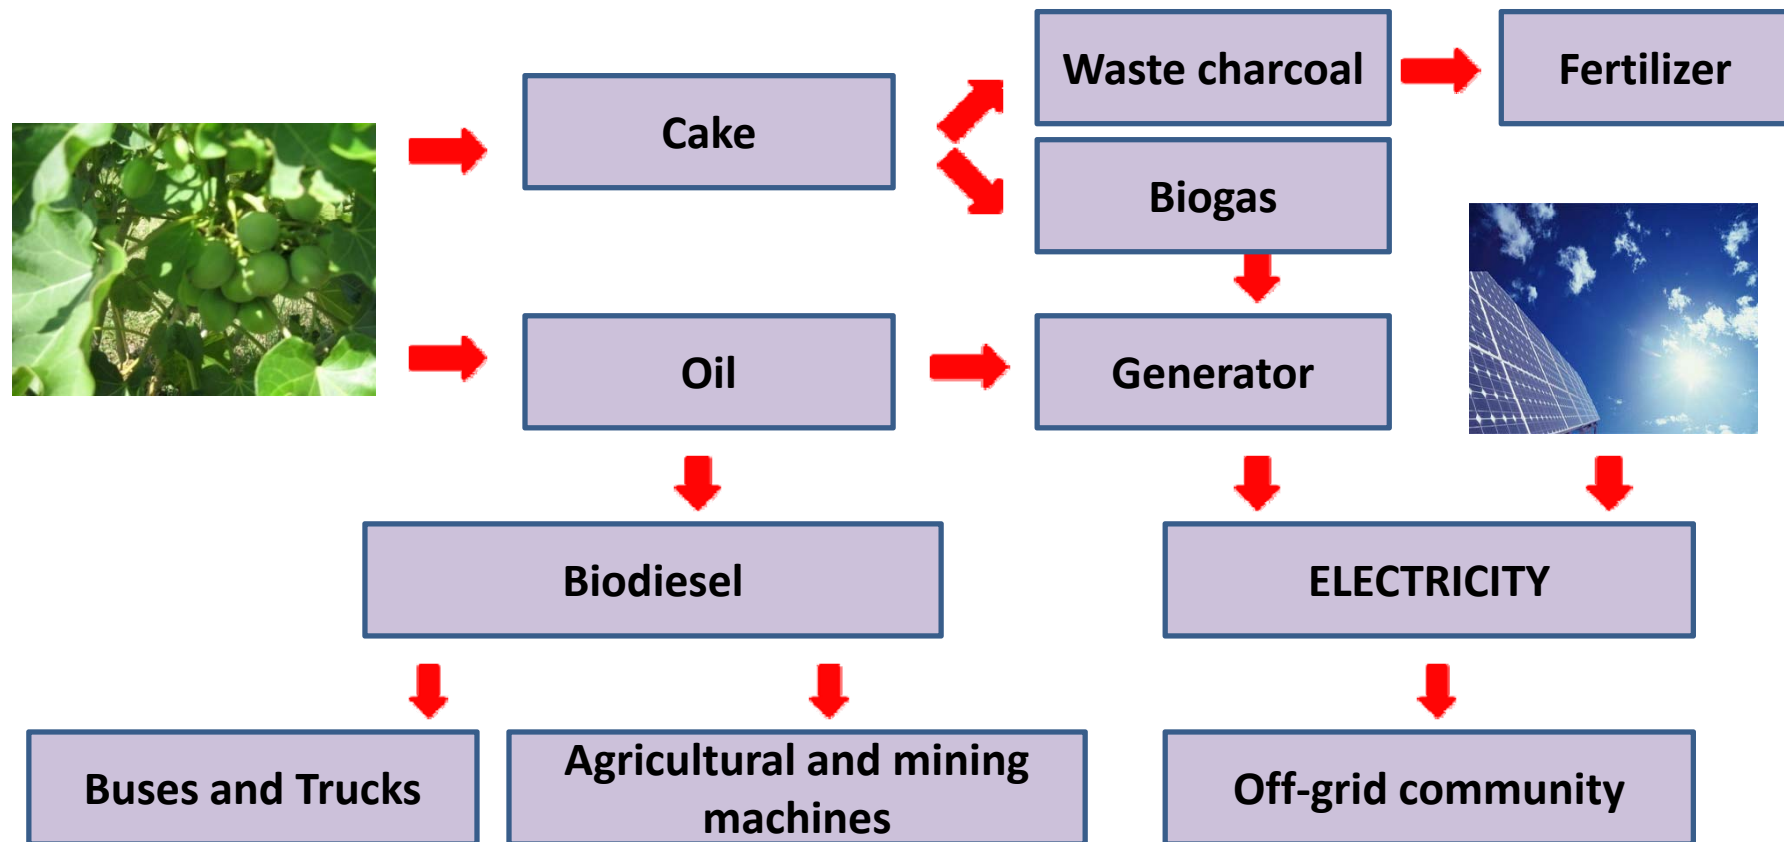 Waste charcoal
Fertilizer
Cake
Biogas
Oil
Generator
Biodiesel
ELECTRICITY
Buses and Trucks
Agricultural and mining
machines
Off-grid community